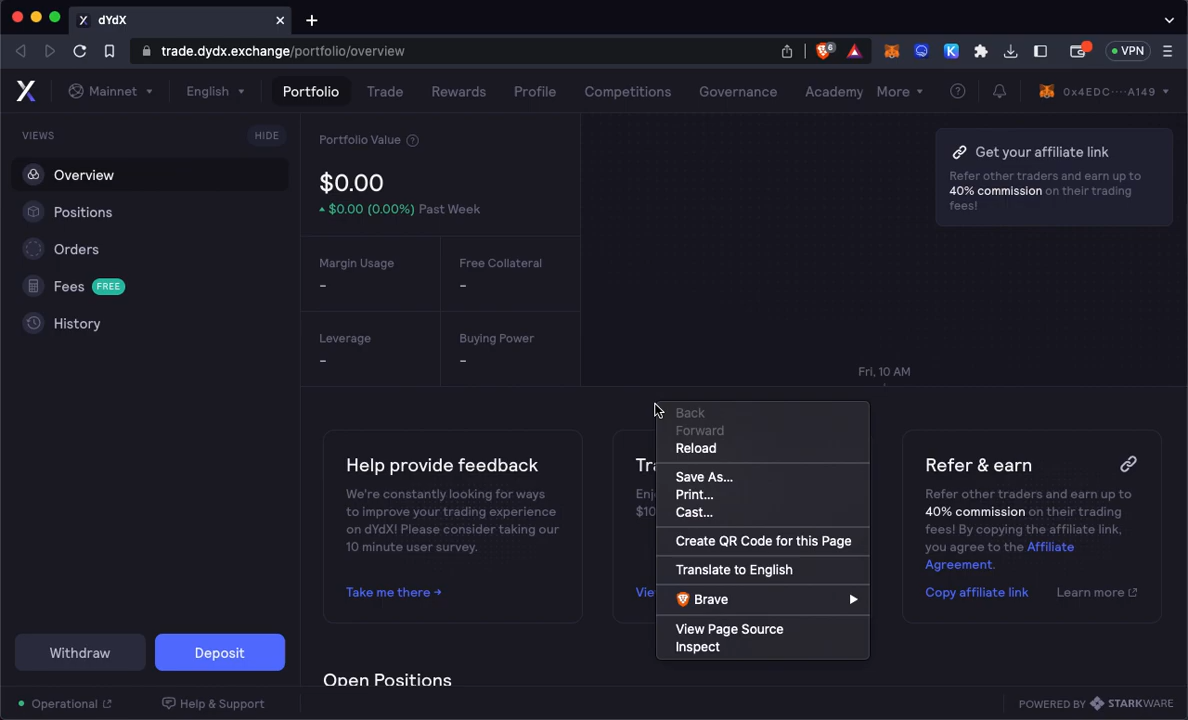 dYdX
trade.dydx.exchange/portfolio/overview
6
VPN
Mainnet
English
Portfolio
Trade
Rewards
Profile
Competitions
Governance
Academy
More
0x4EDC····A149
VIEWS
HIDE
Overview
Positions
Orders
Fees FREE
History
Withdraw
Deposit
Operational
Help & Support
Portfolio Value
$0.00
$0.00 (0.00%) Past Week
Margin Usage
–
Free Collateral
–
Leverage
–
Buying Power
–
Get your affiliate link
Refer other traders and earn up to
40% commission on their trading
fees!
Fri, 10 AM
Help provide feedback
We're constantly looking for ways
to improve your trading experience
on dYdX! Please consider taking our
10 minute user survey.
Take me there →
Back
Forward
Reload
Save As...
Print...
Cast...
Create QR Code for this Page
Translate to English
Brave
View Page Source
Inspect
Refer & earn
Refer other traders and earn up to
40% commission on their trading
fees! By copying the affiliate link,
you agree to the Affiliate
Agreement.
Copy affiliate link
Learn more
Open Positions
POWERED BY STARKWARE